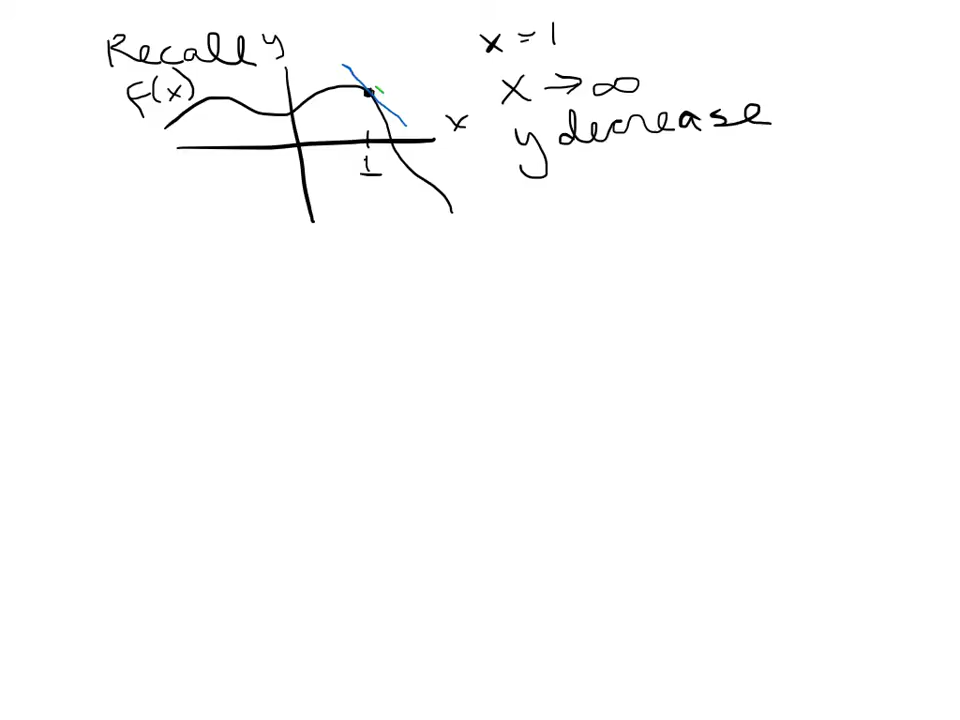 Recall y
F(x)
x
1
x = 1
x → ∞
y decrease